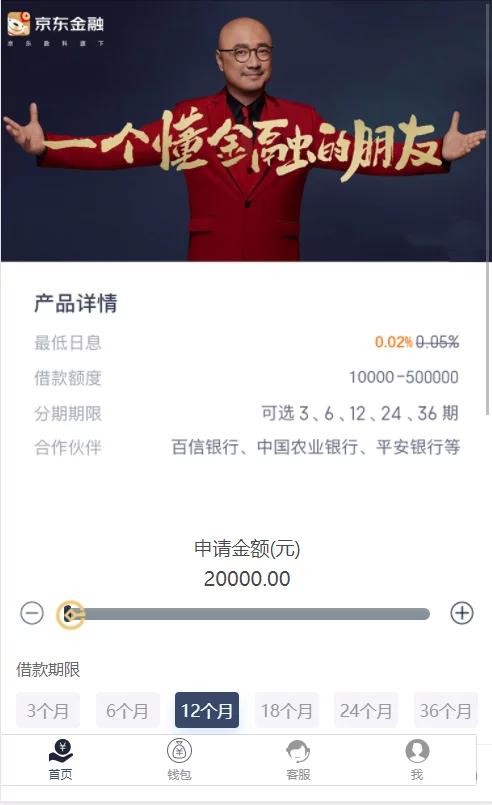 京东金融
京东数科旗下
一个懂金融的朋友
产品详情
最低日息 0.02% 0.05%
借款额度 10000-500000
分期期限 可选 3、6、12、24、36 期
合作伙伴 百信银行、中国农业银行、平安银行等
申请金额(元)
20000.00
借款期限
3个月 6个月 12个月 18个月 24个月 36个月
首页 钱包 客服 我